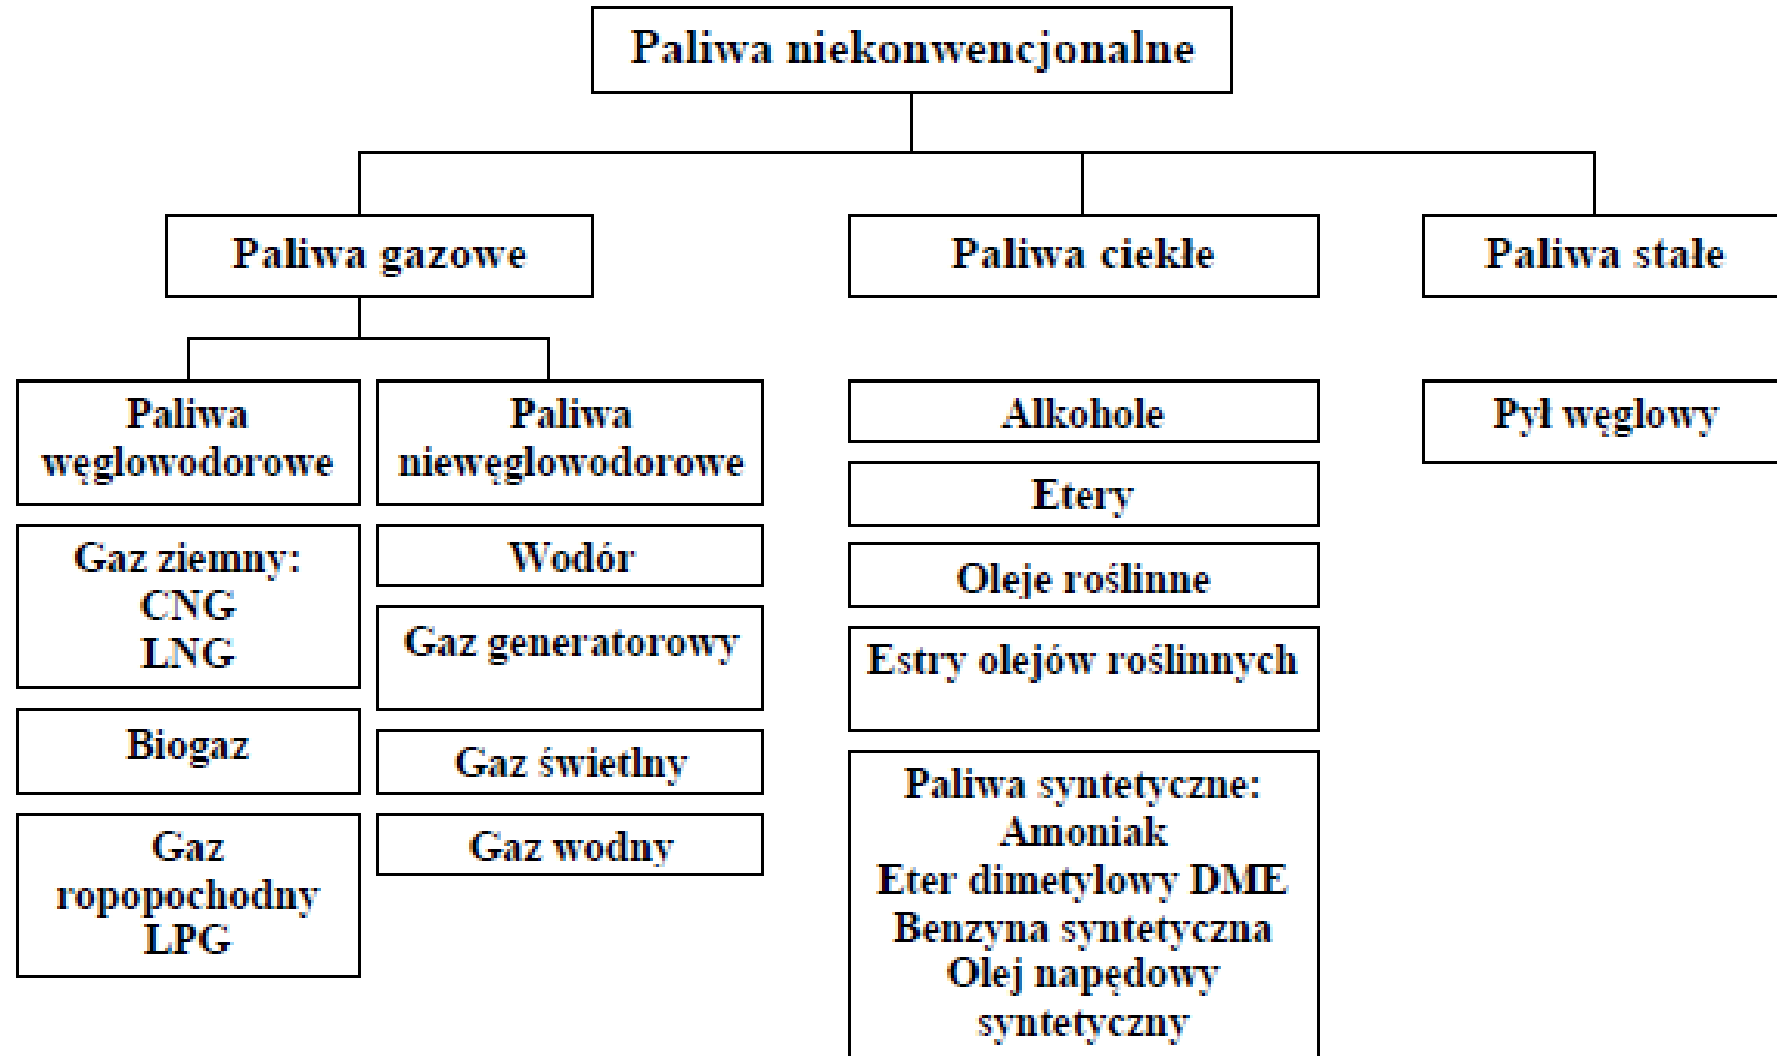 Paliwa niekonwencjonalne
Paliwa gazowe
Paliwa ciekłe
Paliwa stałe
Paliwa
węglowodorowe
Paliwa
niewęglowodorowe
Alkohole
Pył węglowy
Etery
Gaz ziemny:
CNG
LNG
Wodór
Oleje roślinne
Gaz generatorowy
Estry olejów roślinnych
Biogaz
Gaz świetlny
Paliwa syntetyczne:
Amoniak
Eter dimetylowy DME
Benzyna syntetyczna
Olej napędowy
syntetyczny
Gaz
ropopochodny
LPG
Gaz wodny